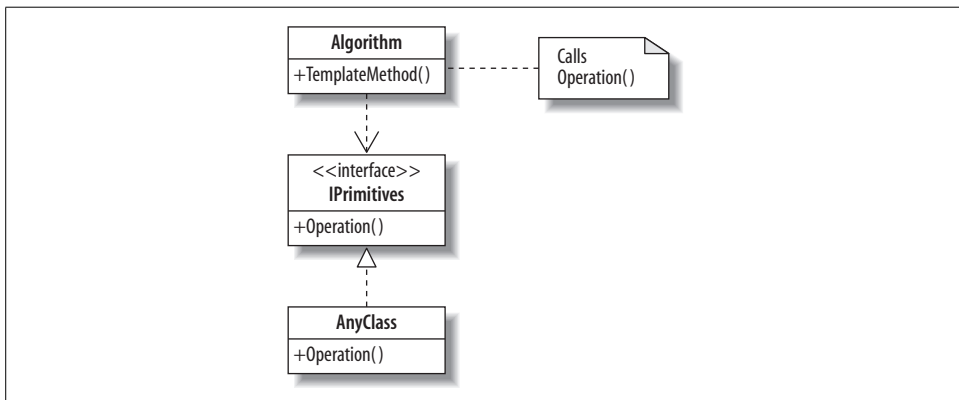 Algorithm
+TemplateMethod()
Calls
Operation()
<<interface>>
IPrimitives
+Operation()
AnyClass
+Operation()